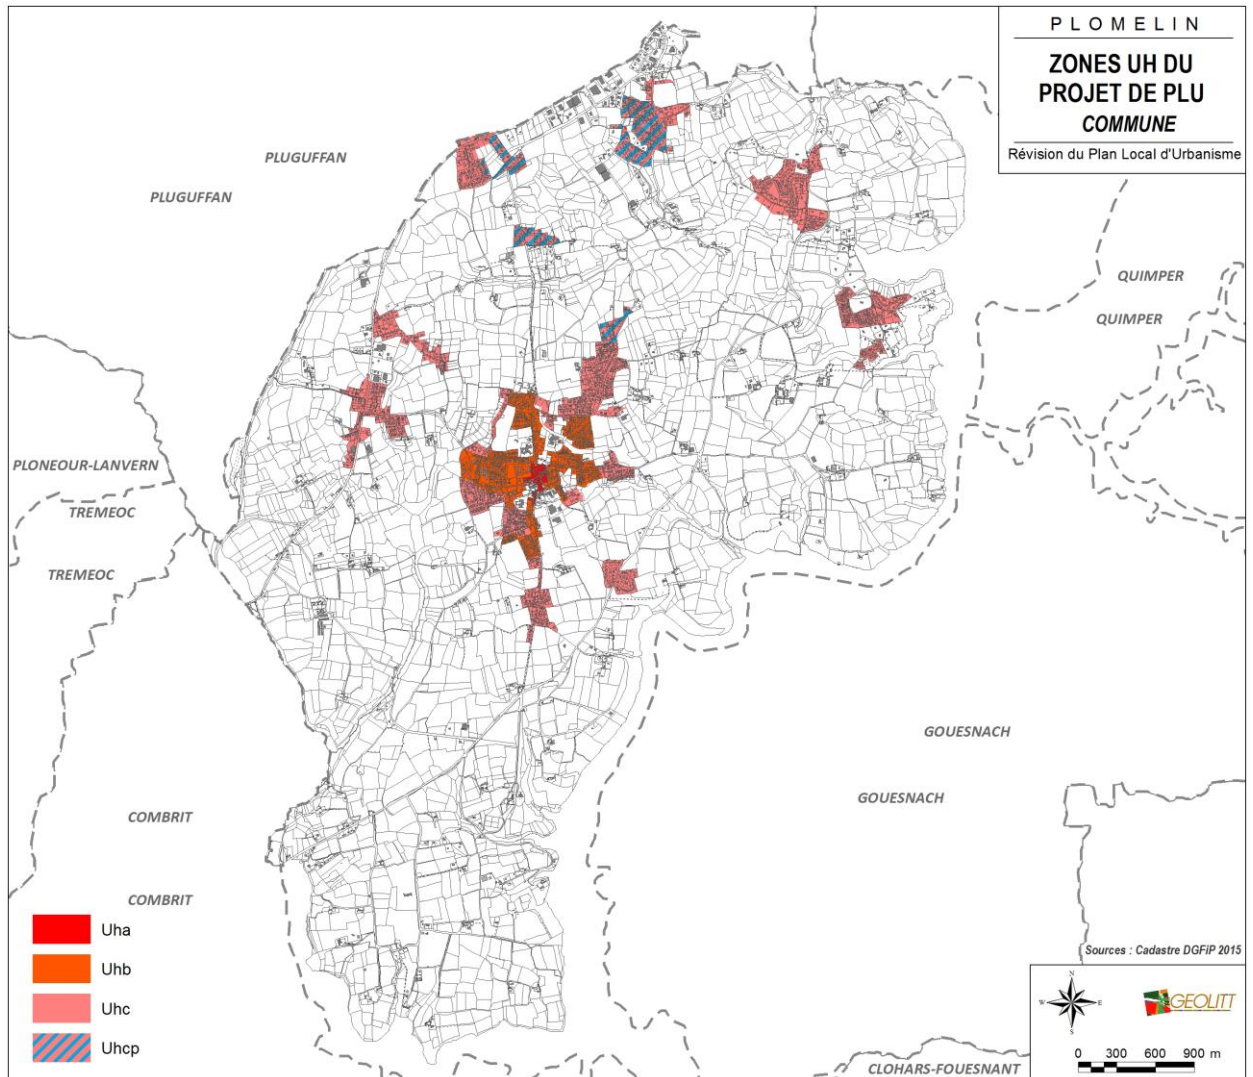 P L O M E L I N
ZONES UH DU
PROJET DE PLU
COMMUNE
Révision du Plan Local d'Urbanisme
PLUGUFFAN
PLUGUFFAN
QUIMPER
QUIMPER
PLONEOUR-LANVERN
TREMEOC
TREMEOC
GOUESNACH
GOUESNACH
COMBRIT
COMBRIT
Uha
Uhb
Uhc
Uhcp
Sources : Cadastre DGFiP 2015
N
W E
S
GEOLITT
0 300 600 900 m
CLOHARS-FOUESNANT